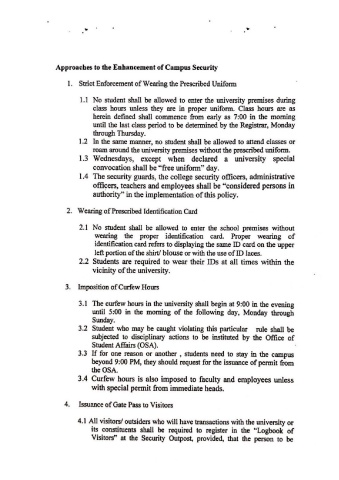 Approaches to the Enhancement of Campus Security
1. Strict Enforcement of Wearing the Prescribed Uniform
1.1 No student shall be allowed to enter the university premises during
class hours unless they are in proper uniform. Class hours are as
herein defined shall commence from early as 7:00 in the morning
until the last class period to be determined by the Registrar, Monday
through Thursday.
1.2 In the same manner, no student shall be allowed to attend classes or
roam around the university premises without the prescribed uniform.
1.3 Wednesdays, except when declared a university special
convocation shall be "free uniform" day.
1.4 The security guards, the college security officers, administrative
officers, teachers and employees shall be "considered persons in
authority" in the implementation of this policy.
2. Wearing of Prescribed Identification Card
2.1 No student shall be allowed to enter the school premises without
wearing the proper identification card. Proper wearing of
identification card refers to displaying the same ID card on the upper
left portion of the shirt/ blouse or with the use of ID laces.
2.2 Students are required to wear their IDs at all times within the
vicinity of the university.
3. Imposition of Curfew Hours
3.1 The curfew hours in the university shall begin at 9:00 in the evening
until 5:00 in the morning of the following day, Monday through
Sunday.
3.2 Student who may be caught violating this particular rule shall be
subjected to disciplinary actions to be instituted by the Office of
Student Affairs (OSA).
3.3 If for one reason or another , students need to stay in the campus
beyond 9:00 PM, they should request for the issuance of permit from
the OSA.
3.4 Curfew hours is also imposed to faculty and employees unless
with special permit from immediate heads.
4. Issuance of Gate Pass to Visitors
4.1 All visitors/ outsiders who will have transactions with the university or
its constituents shall be required to register in the "Logbook of
Visitors" at the Security Outpost, provided, that the person to be